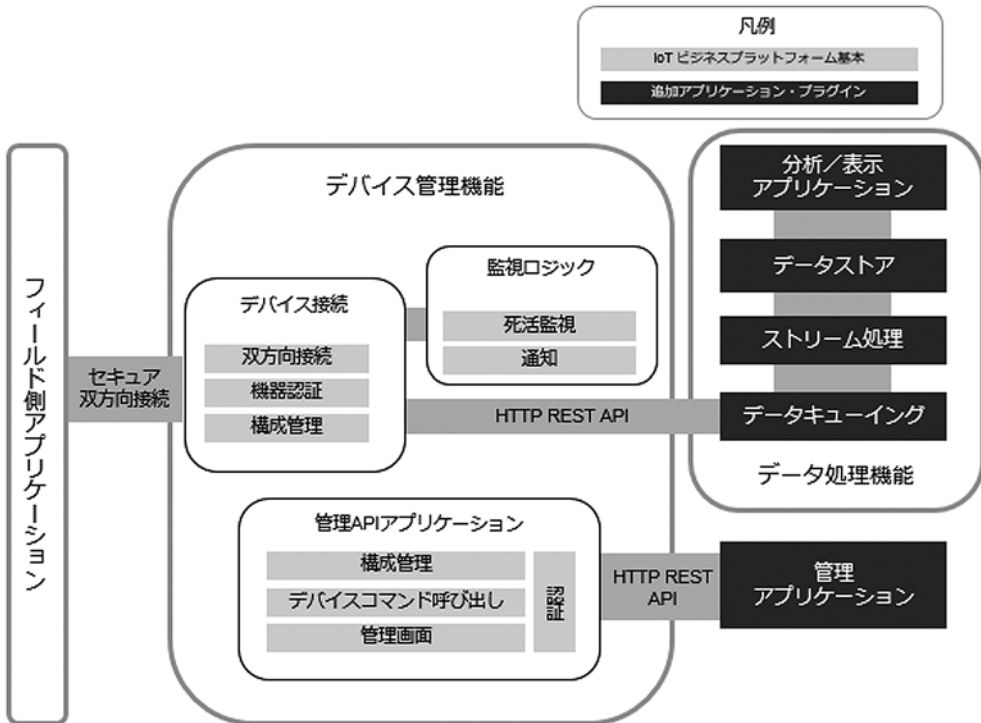 凡例
IoT ビジネスプラットフォーム基本
追加アプリケーション・プラグイン
フィールド側アプリケーション
セキュア
双方向接続
デバイス管理機能
デバイス接続
双方向接続
機器認証
構成管理
監視ロジック
死活監視
通知
HTTP REST API
管理APIアプリケーション
構成管理
デバイスコマンド呼び出し
管理画面
認証
HTTP REST
API
分析／表示
アプリケーション
データストア
ストリーム処理
データキューイング
データ処理機能
管理
アプリケーション